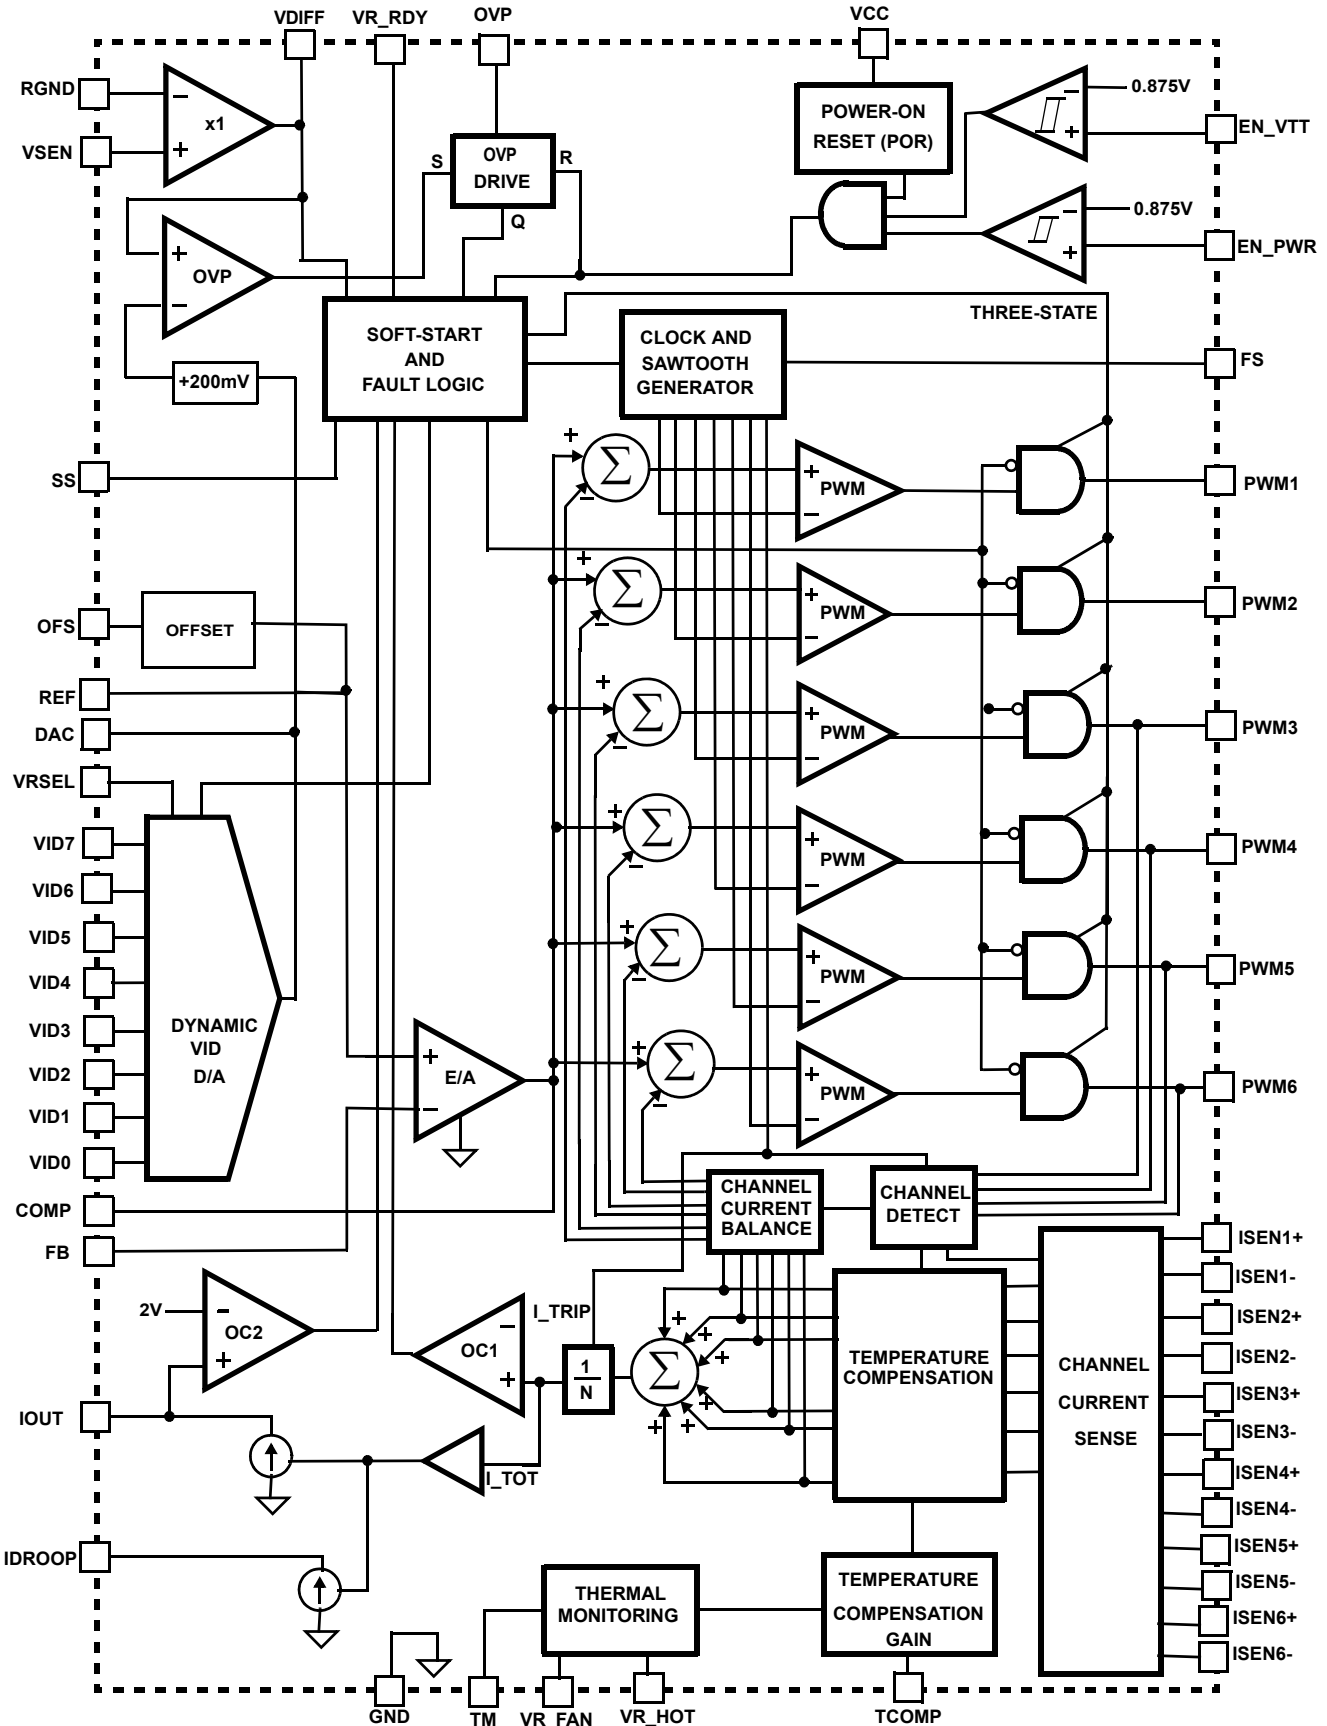 VDIFF VR_RDY OVP VCC
RGND
x1
VSEN
−
+
S
OVP
DRIVE
R
Q
POWER-ON
RESET (POR)
−
0.875V
+
EN_VTT
−
0.875V
+
EN_PWR
+
OVP
−
+200mV
SOFT-START
AND
FAULT LOGIC
CLOCK AND
SAWTOOTH
GENERATOR
THREE-STATE
FS
SS
+
Σ
−
+
PWM
−
PWM1
+
Σ
−
+
PWM
−
PWM2
OFS
OFFSET
REF
DAC
VRSEL
+
Σ
−
+
PWM
−
PWM3
+
Σ
−
+
PWM
−
PWM4
+
Σ
−
+
PWM
−
PWM5
+
Σ
−
+
PWM
−
PWM6
VID7
VID6
VID5
VID4
VID3
VID2
VID1
VID0
DYNAMIC
VID
D/A
+
E/A
−
COMP
FB
CHANNEL
CURRENT
BALANCE
CHANNEL
DETECT
2V
−
OC2
+
I_TRIP
−
OC1
+
1
N
Σ
+
+
+
+
+
+
TEMPERATURE
COMPENSATION
CHANNEL
CURRENT
SENSE
ISEN1+
ISEN1-
ISEN2+
ISEN2-
ISEN3+
ISEN3-
ISEN4+
ISEN4-
ISEN5+
ISEN5-
ISEN6+
ISEN6-
IOUT
I_TOT
IDROOP
THERMAL
MONITORING
TEMPERATURE
COMPENSATION
GAIN
GND TM VR_FAN VR_HOT TCOMP